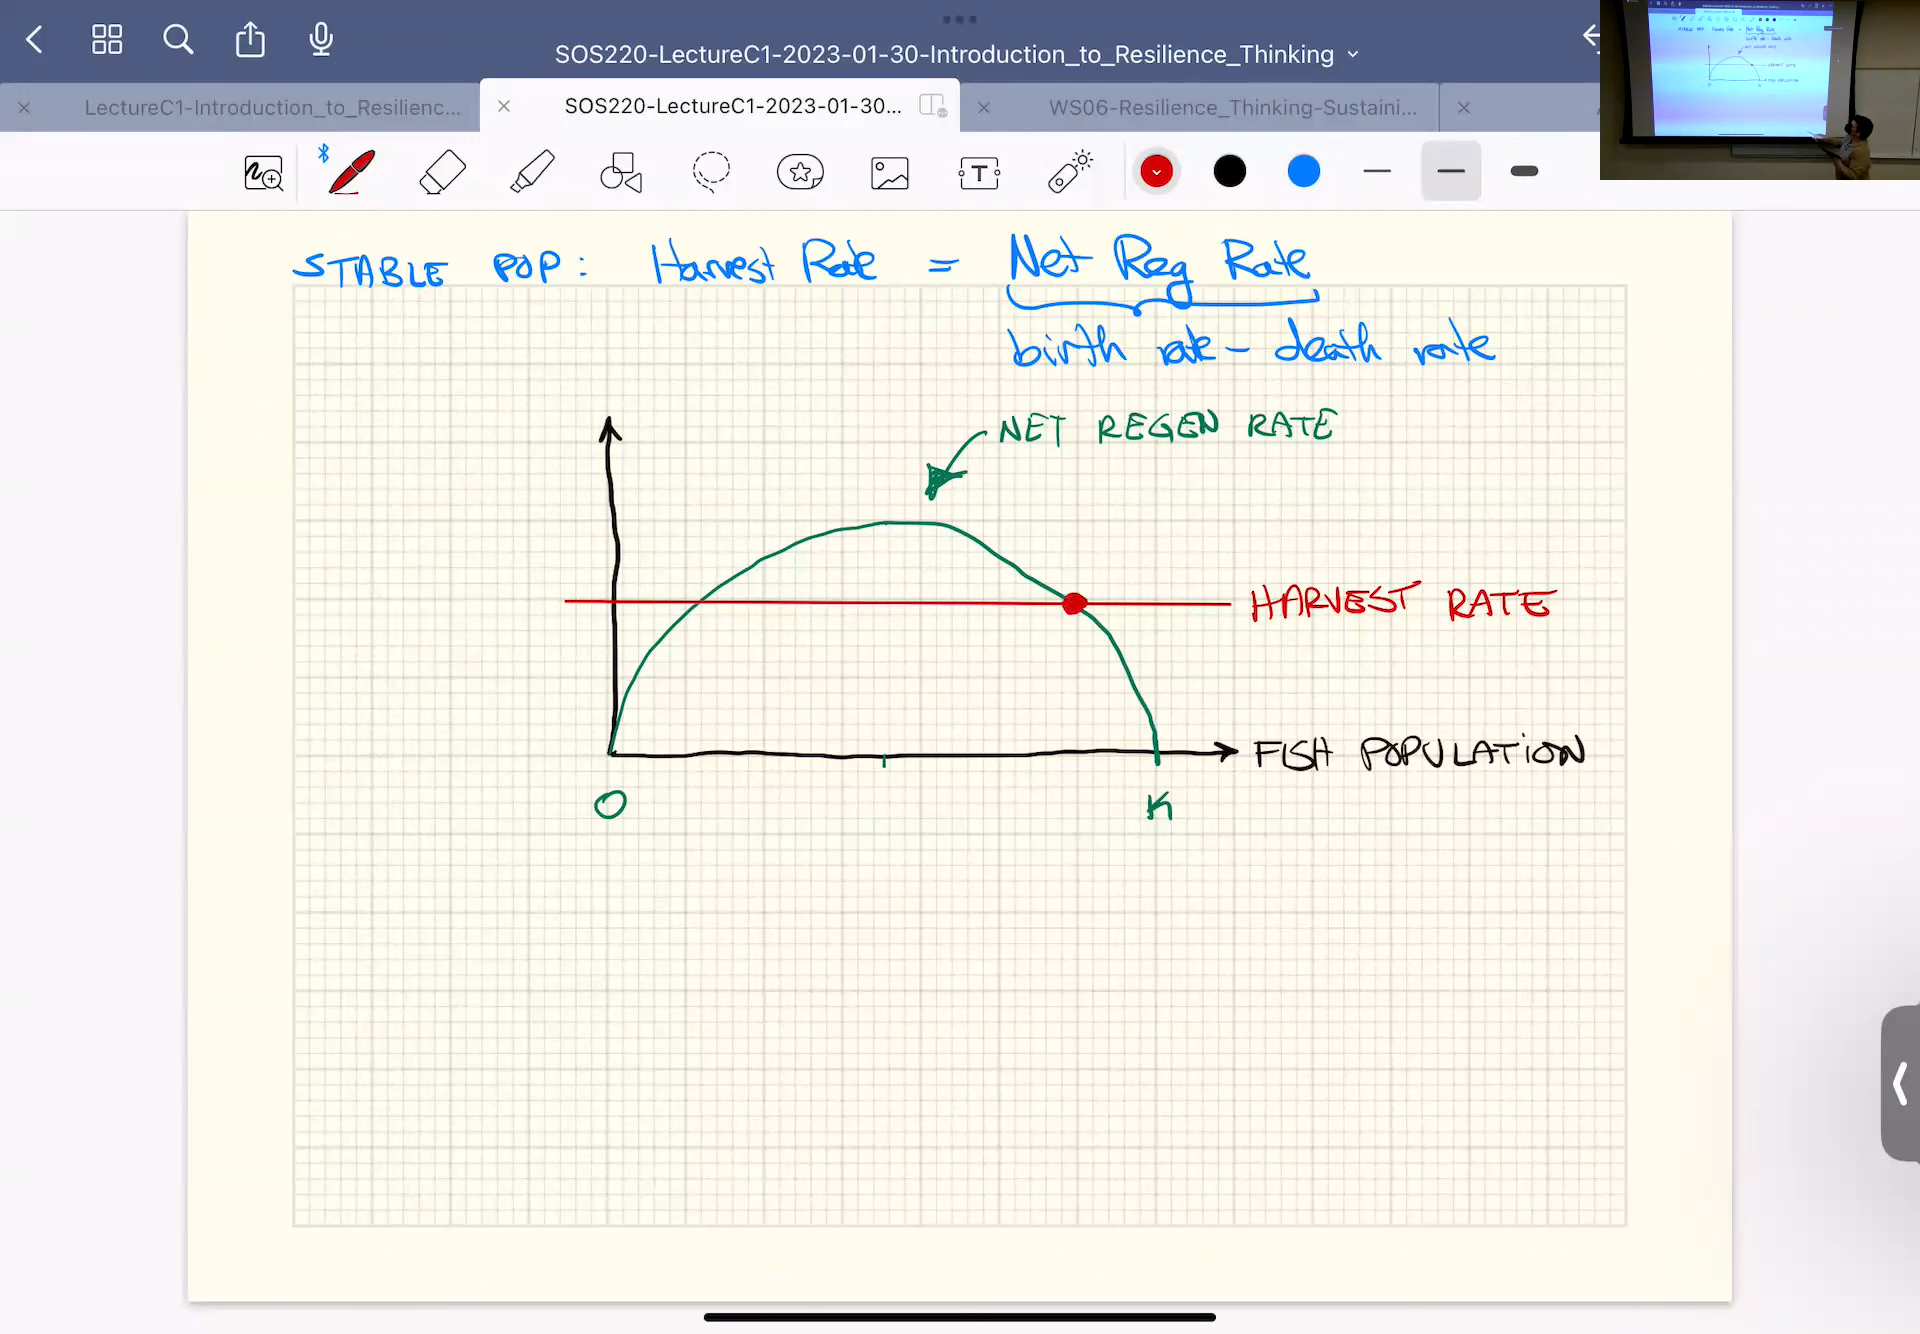 SOS220-LectureC1-2023-01-30-Introduction_to_Resilience_Thinking
LectureC1-Introduction_to_Resilienc...
SOS220-LectureC1-2023-01-30...
WS06-Resilience_Thinking-Sustaini...
T
STABLE POP: Harvest Rate = Net Reg Rate
birth rate - death rate
NET REGEN RATE
HARVEST RATE
FISH POPULATION
O K